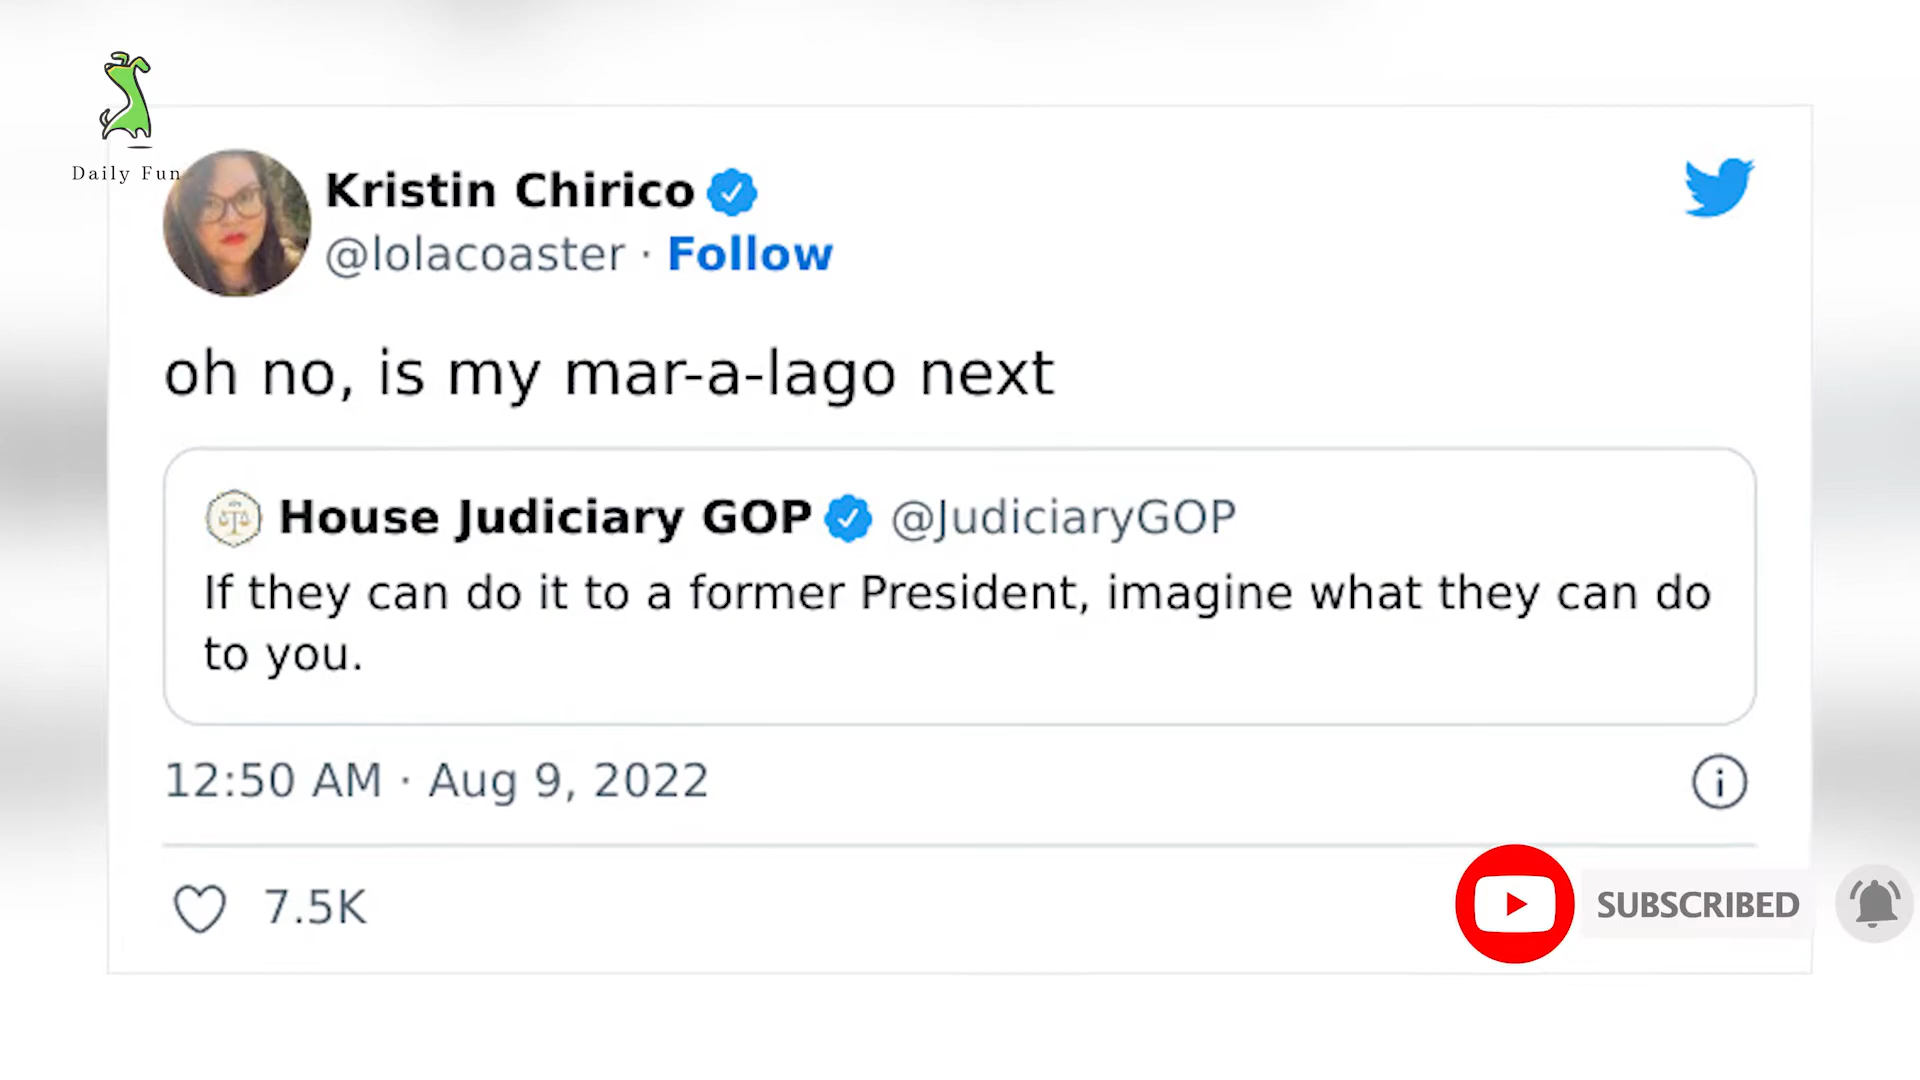 Daily Fun
Kristin Chirico
@lolacoaster · Follow
oh no, is my mar-a-lago next
House Judiciary GOP @JudiciaryGOP
If they can do it to a former President, imagine what they can do
to you.
12:50 AM · Aug 9, 2022
7.5K
SUBSCRIBED